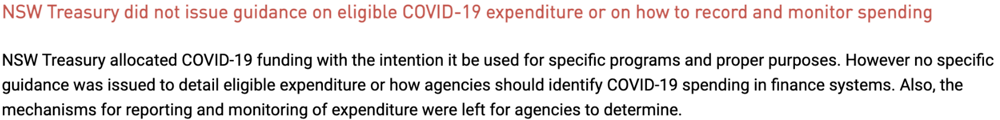 NSW Treasury did not issue guidance on eligible COVID-19 expenditure or on how to record and monitor spending
NSW Treasury allocated COVID-19 funding with the intention it be used for specific programs and proper purposes. However no specific
guidance was issued to detail eligible expenditure or how agencies should identify COVID-19 spending in finance systems. Also, the
mechanisms for reporting and monitoring of expenditure were left for agencies to determine.